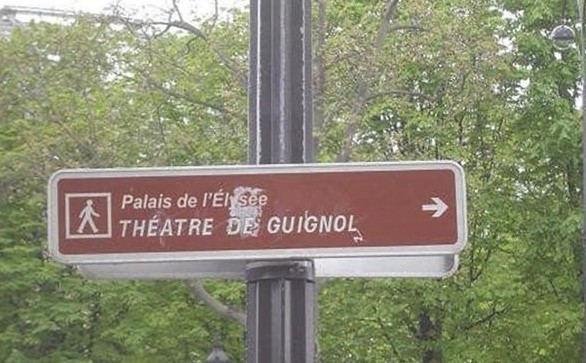 Palais de l'Élysée
THÉATRE DE GUIGNOL